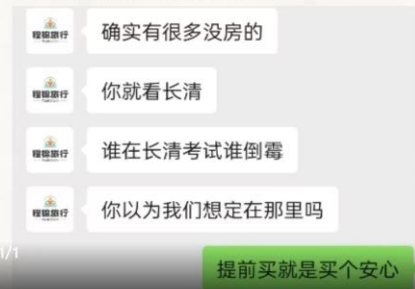 确实有很多没房的
程锦旅行
你就看长清
程锦旅行
谁在长清考试谁倒霉
程锦旅行
你以为我们想定在那里吗
程锦旅行
1/1
提前买就是买个安心